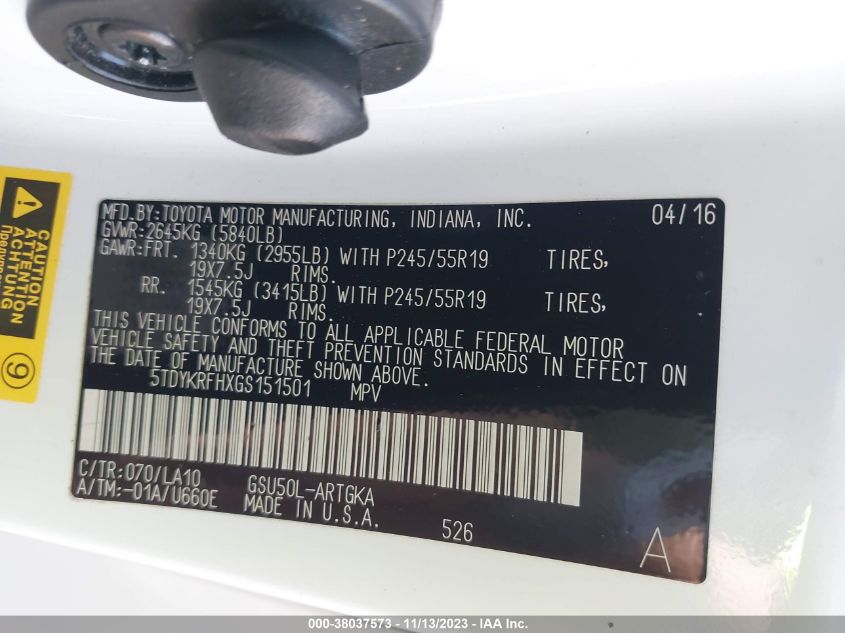 CAUTION
ATTENTION
ACHTUNG
9
MFD.BY:TOYOTA MOTOR MANUFACTURING, INDIANA, INC. 04/16
GVWR:2645KG (5840LB)
GAWR:FRT. 1340KG (2955LB) WITH P245/55R19 TIRES,
19X7.5J RIMS.
RR. 1545KG (3415LB) WITH P245/55R19 TIRES,
19X7.5J RIMS.
THIS VEHICLE CONFORMS TO ALL APPLICABLE FEDERAL MOTOR
VEHICLE SAFETY AND THEFT PREVENTION STANDARDS IN EFFECT ON
THE DATE OF MANUFACTURE SHOWN ABOVE.
5TDYKRFHXGS151501 MPV
C/TR:070/LA10 GSU50L-ARTGKA
A/TM:-01A/U660E MADE IN U.S.A.
526
A
000-38037573 - 11/13/2023 - IAA Inc.